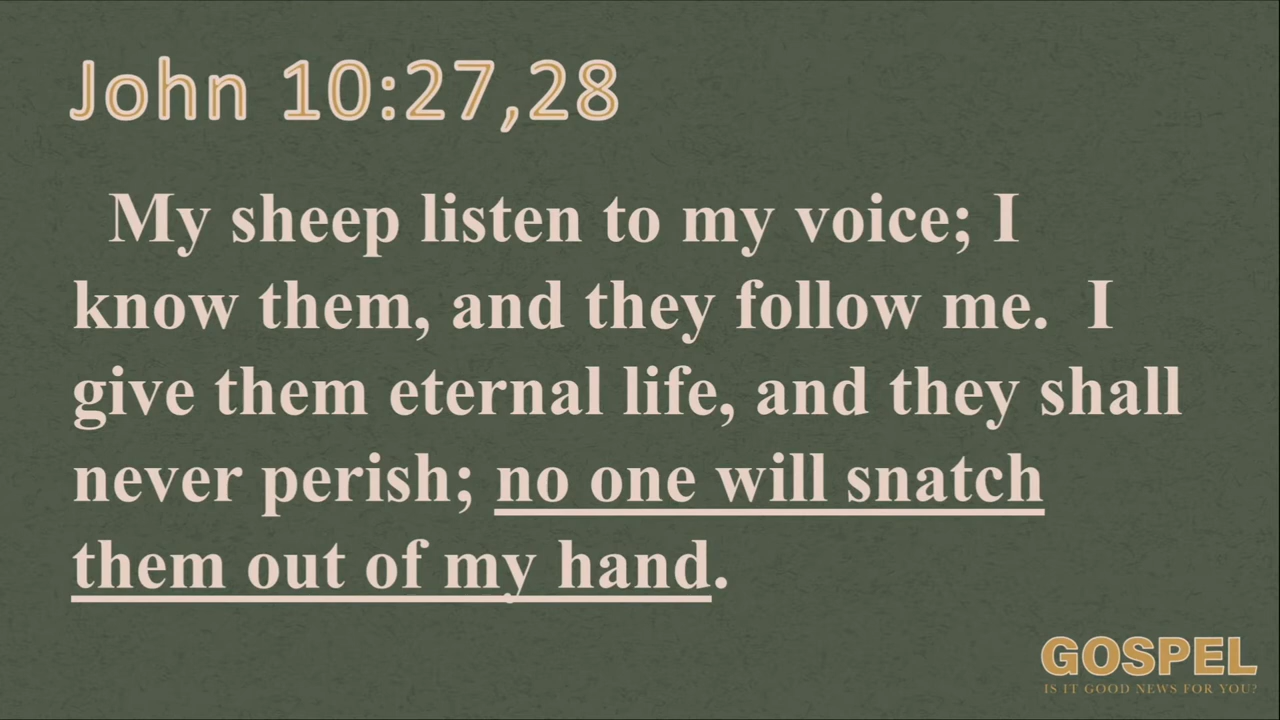 John 10:27,28
My sheep listen to my voice; I
know them, and they follow me.  I
give them eternal life, and they shall
never perish; no one will snatch
them out of my hand.
GOSPEL
IS IT GOOD NEWS FOR YOU?